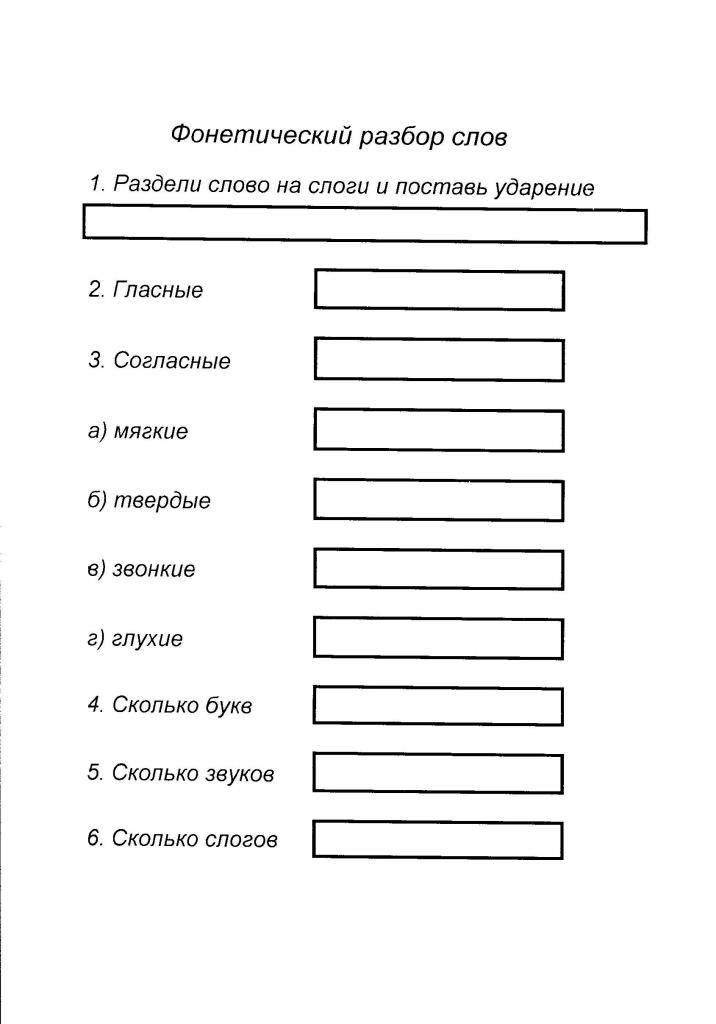 Фонетический разбор слов
1. Раздели слово на слоги и поставь ударение
2. Гласные
3. Согласные
а) мягкие
б) твердые
в) звонкие
г) глухие
4. Сколько букв
5. Сколько звуков
6. Сколько слогов